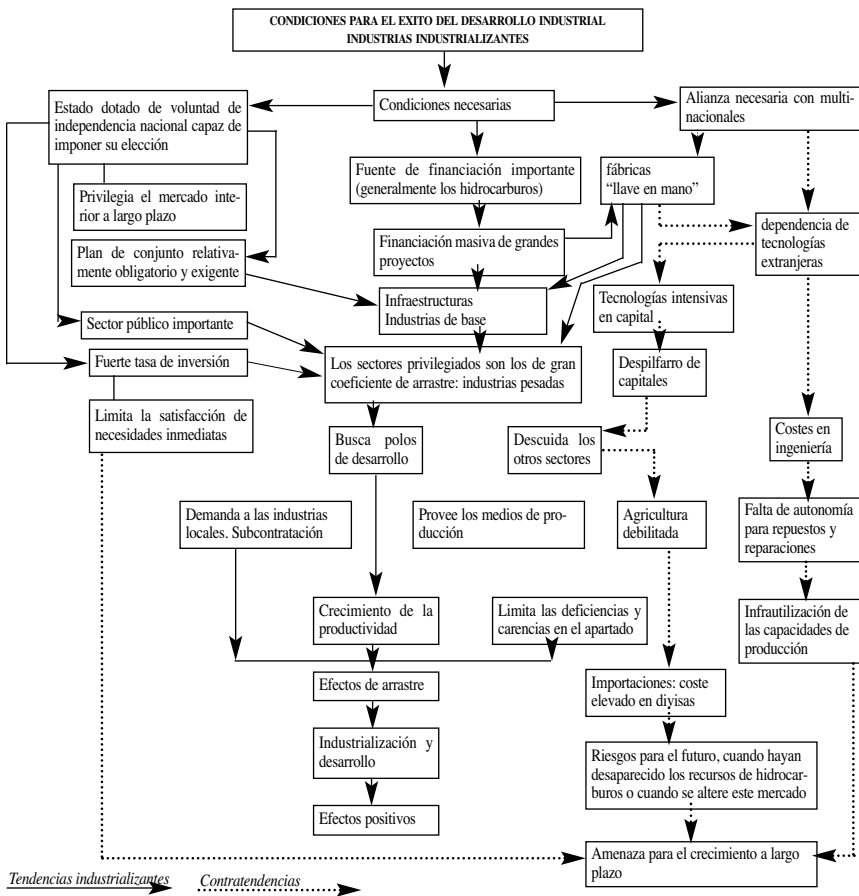 CONDICIONES PARA EL EXITO DEL DESARROLLO INDUSTRIAL
INDUSTRIAS INDUSTRIALIZANTES
Estado dotado de voluntad de
independencia nacional capaz de
imponer su elección
Condiciones necesarias
Alianza necesaria con multi-
nacionales
Privilegia el mercado inte-
rior a largo plazo
Fuente de financiación importante
(generalmente los hidrocarburos)
fábricas
“llave en mano”
Plan de conjunto relativa-
mente obligatorio y exigente
Financiación masiva de grandes
proyectos
dependencia de
tecnologías
extranjeras
Infraestructuras
Industrias de base
Tecnologías intensivas
en capital
Sector público importante
Fuerte tasa de inversión
Los sectores privilegiados son los de gran
coeficiente de arrastre: industrias pesadas
Despilfarro de
capitales
Limita la satisfacción de
necesidades inmediatas
Busca polos
de desarrollo
Descuida los
otros sectores
Costes en
ingeniería
Demanda a las industrias
locales. Subcontratación
Provee los medios de pro-
ducción
Agricultura
debilitada
Falta de autonomía
para repuestos y
reparaciones
Crecimiento de la
productividad
Limita las deficiencias y
carencias en el apartado
Infrautilización de
las capacidades de
producción
Efectos de arrastre
Importaciones: coste
elevado en divisas
Industrialización y
desarrollo
Riesgos para el futuro, cuando hayan
desaparecido los recursos de hidrocar-
buros o cuando se altere este mercado
Efectos positivos
Amenaza para el crecimiento a largo
plazo
Tendencias industrializantes
Contratendencias